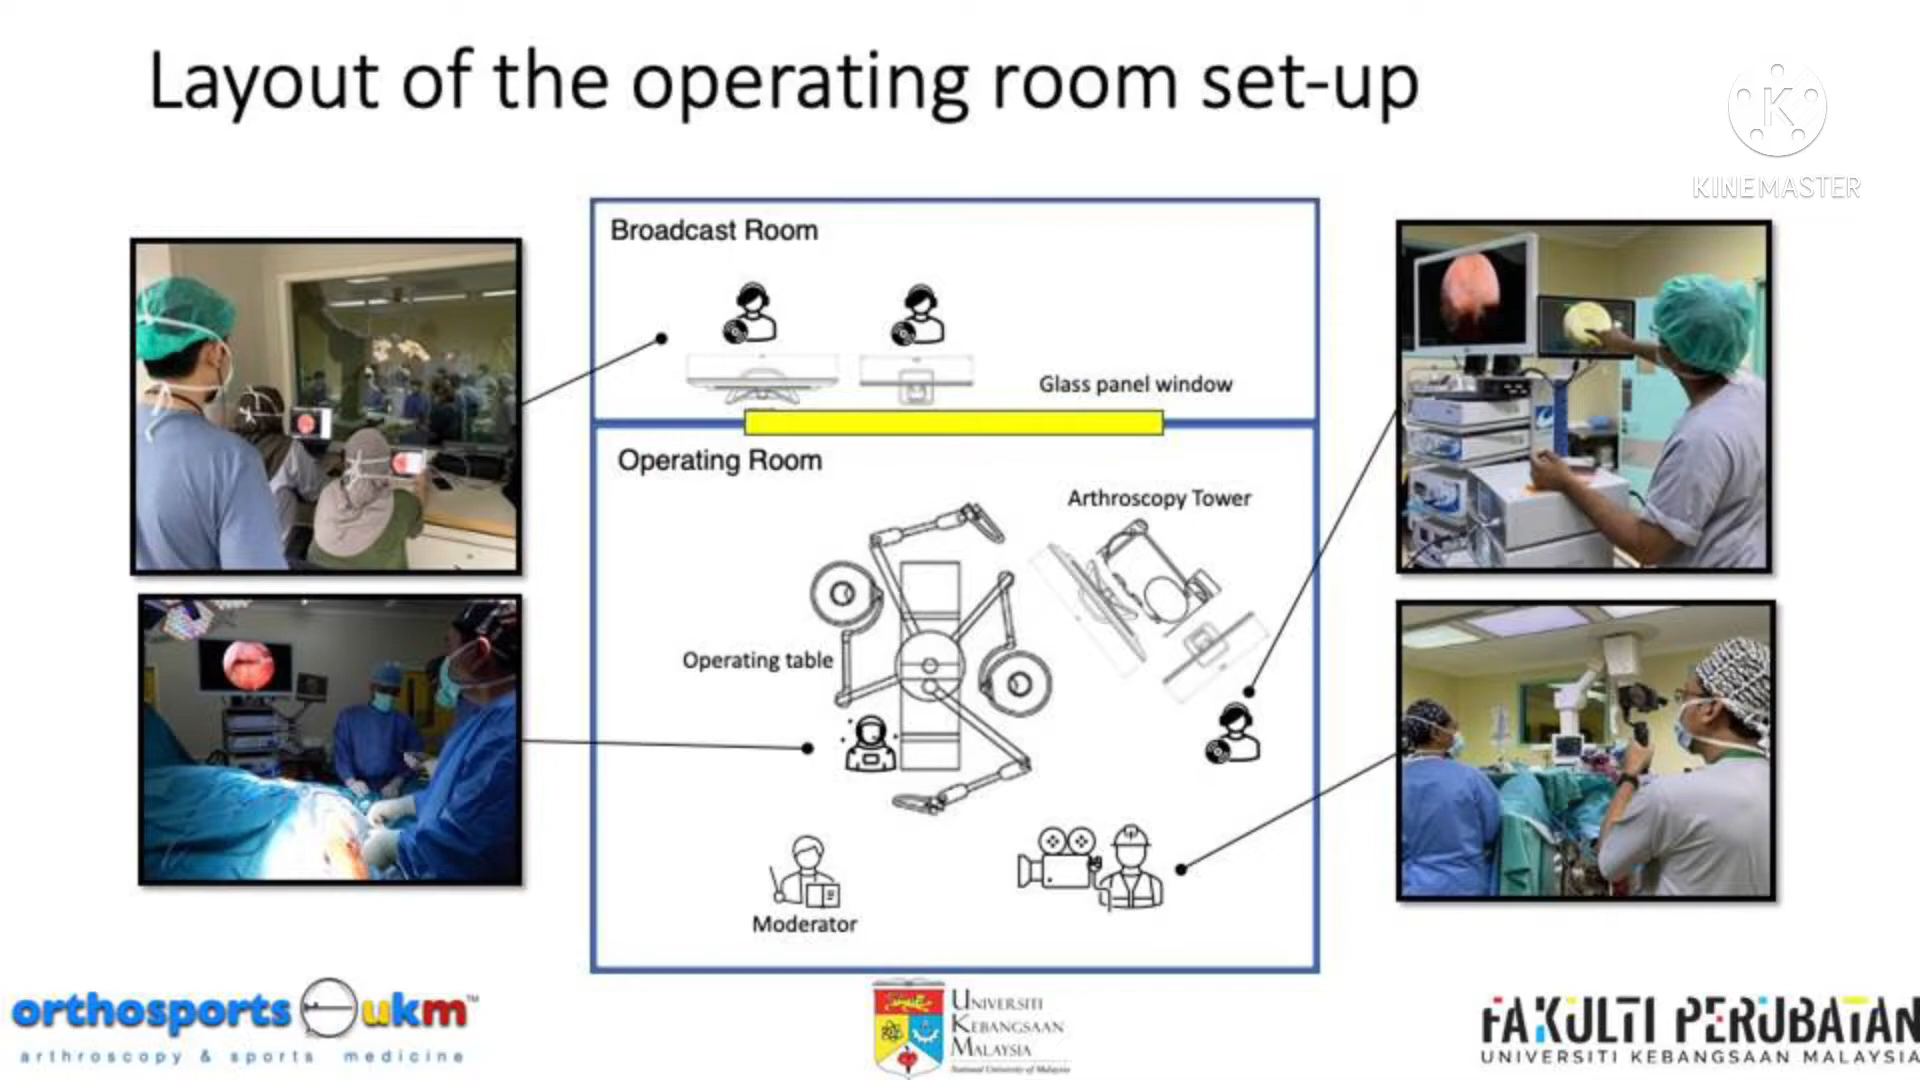 Layout of the operating room set-up
KINEMASTER
Broadcast Room
Glass panel window
Operating Room
Arthroscopy Tower
Operating table
Moderator
orthosports ukm™
arthroscopy & sports medicine
UNIVERSITI
KEBANGSAAN
MALAYSIA
National University of Malaysia
FAKULTI PERUBATAN
UNIVERSITI KEBANGSAAN MALAYSIA